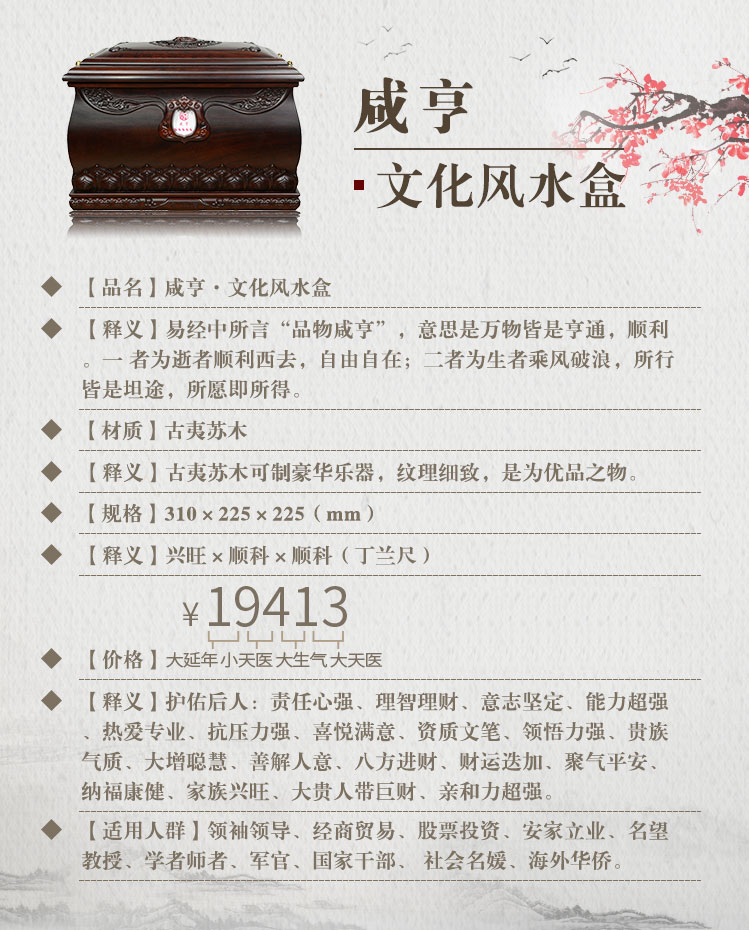 咸亨
文化风水盒
【品名】咸亨·文化风水盒
【释义】易经中所言“品物咸亨”，意思是万物皆是亨通，顺利
。一 者为逝者顺利西去，自由自在；二者为生者乘风破浪，所行
皆是坦途，所愿即所得。
【材质】古夷苏木
【释义】古夷苏木可制豪华乐器，纹理细致，是为优品之物。
【规格】310×225×225（mm）
【释义】兴旺×顺科×顺科（丁兰尺）
￥19413
【价格】大延年 小天医 大生气 大天医
【释义】护佑后人：责任心强、理智理财、意志坚定、能力超强
、热爱专业、抗压力强、喜悦满意、资质文笔、领悟力强、贵族
气质、大增聪慧、善解人意、八方进财、财运迭加、聚气平安、
纳福康健、家族兴旺、大贵人带巨财、亲和力超强。
【适用人群】领袖领导、经商贸易、股票投资、安家立业、名望
教授、学者师者、军官、国家干部、 社会名媛、海外华侨。